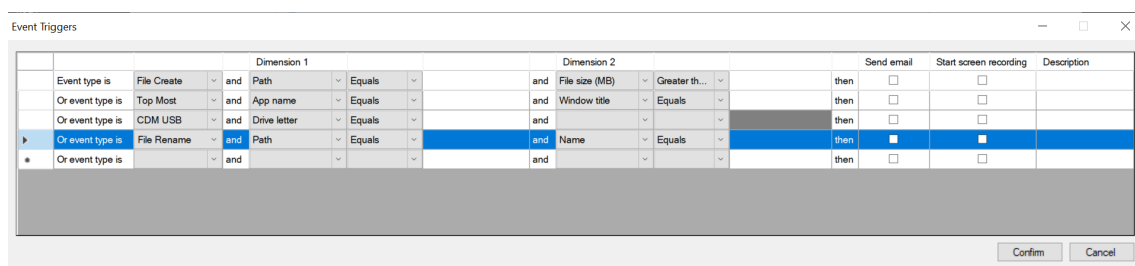 Event Triggers
Dimension 1 Dimension 2 Send email Start screen recording Description
Event type is File Create and Path Equals and File size (MB) Greater th... then
Or event type is Top Most and App name Equals and Window title Equals then
Or event type is CDM USB and Drive letter Equals and then
Or event type is File Rename and Path Equals and Name Equals then
Or event type is and and then
Confirm Cancel